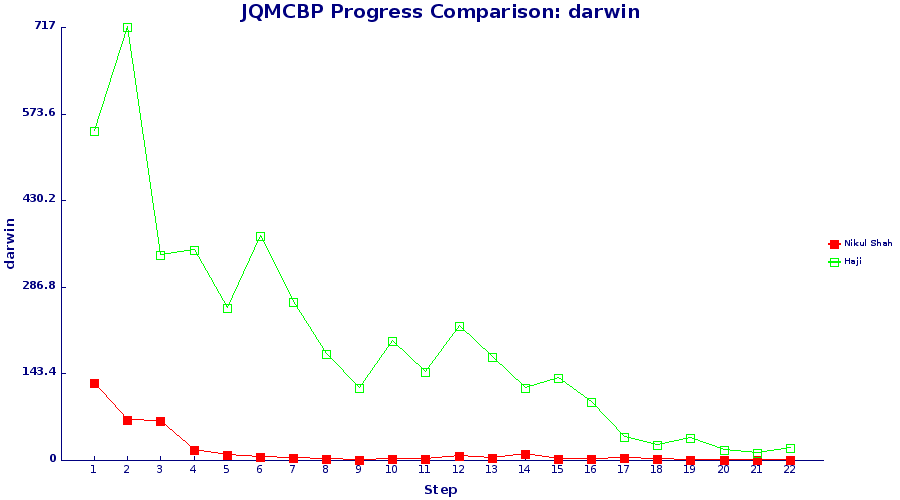 JQMCBP Progress Comparison: darwin
717
573.6
430.2
286.8
143.4
0
darwin
1 2 3 4 5 6 7 8 9 10 11 12 13 14 15 16 17 18 19 20 21 22
Step
Nikul Shah
Haji